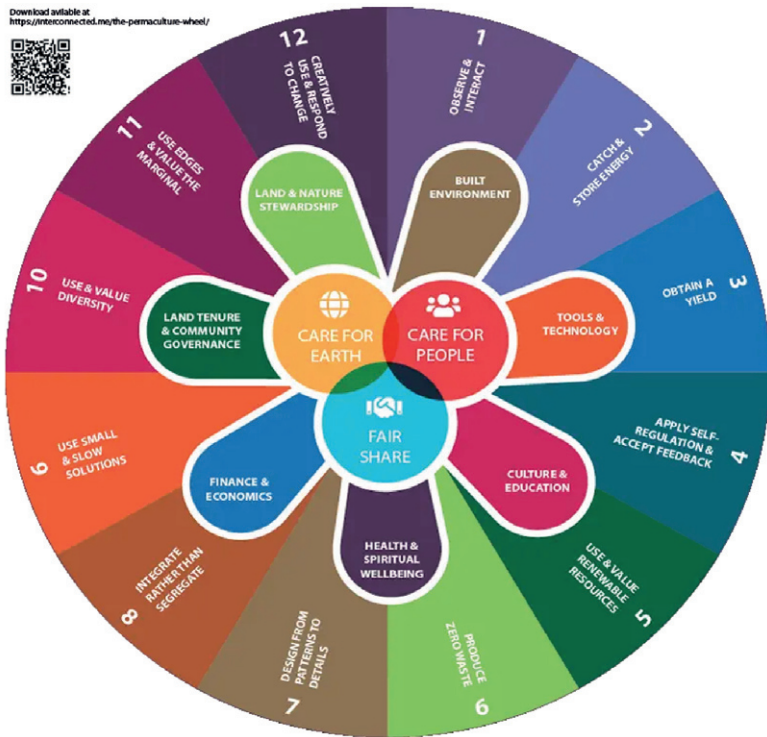 Download avilable at
https://interconnected.me/the-permaculture-wheel/
1
OBSERVE &
INTERACT
2
CATCH &
STORE ENERGY
3
OBTAIN A
YIELD
4
APPLY SELF-
REGULATION &
ACCEPT FEEDBACK
5
USE & VALUE
RENEWABLE
RESOURCES
6
PRODUCE
ZERO WASTE
7
DESIGN FROM
PATTERNS TO
DETAILS
8
INTEGRATE
RATHER THAN
SEGREGATE
9
USE SMALL
& SLOW
SOLUTIONS
10
USE & VALUE
DIVERSITY
11
USE EDGES
& VALUE THE
MARGINAL
12
CREATIVELY
USE & RESPOND
TO CHANGE
LAND & NATURE
STEWARDSHIP
BUILT
ENVIRONMENT
TOOLS &
TECHNOLOGY
CULTURE &
EDUCATION
HEALTH &
SPIRITUAL
WELLBEING
FINANCE &
ECONOMICS
LAND TENURE
& COMMUNITY
GOVERNANCE
CARE FOR
EARTH
CARE FOR
PEOPLE
FAIR
SHARE